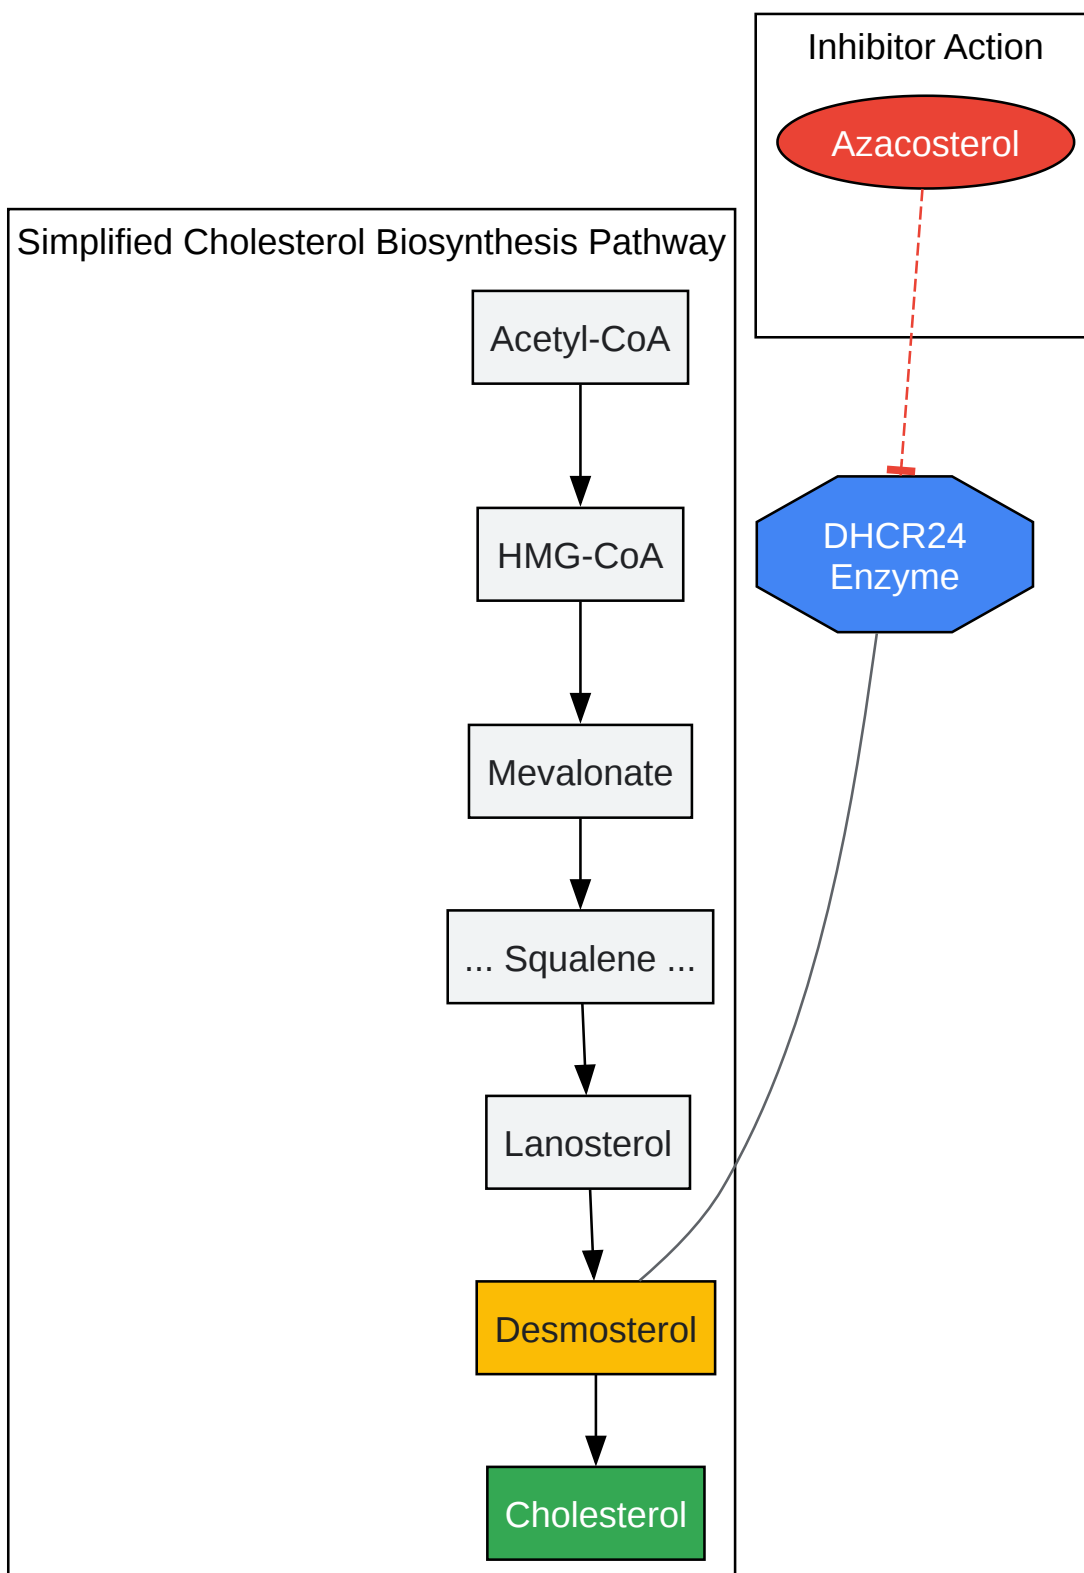 Inhibitor Action
Azacosterol
Simplified Cholesterol Biosynthesis Pathway
Acetyl-CoA
HMG-CoA
DHCR24
Enzyme
Mevalonate
... Squalene ...
Lanosterol
Desmosterol
Cholesterol